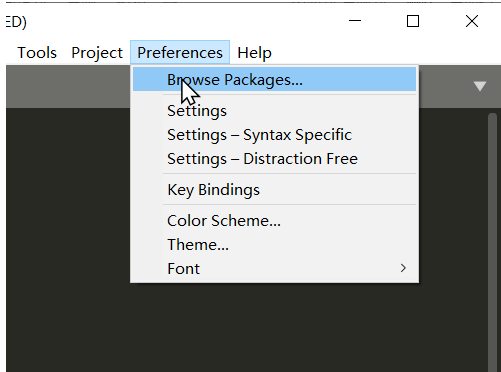 ED)
Tools Project Preferences Help
Browse Packages...
Settings
Settings – Syntax Specific
Settings – Distraction Free
Key Bindings
Color Scheme...
Theme...
Font